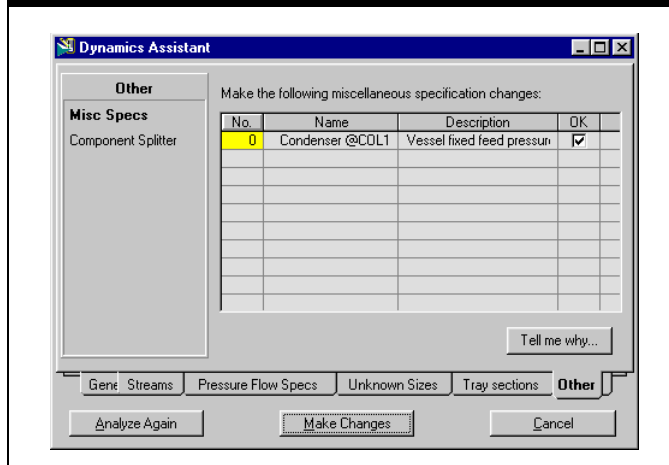 Dynamics Assistant
Other
Misc Specs
Component Splitter
Make the following miscellaneous specification changes:
No. Name Description OK
0 Condenser @COL1 Vessel fixed feed pressur
Tell me why...
Gene Streams Pressure Flow Specs Unknown Sizes Tray sections Other
Analyze Again Make Changes Cancel